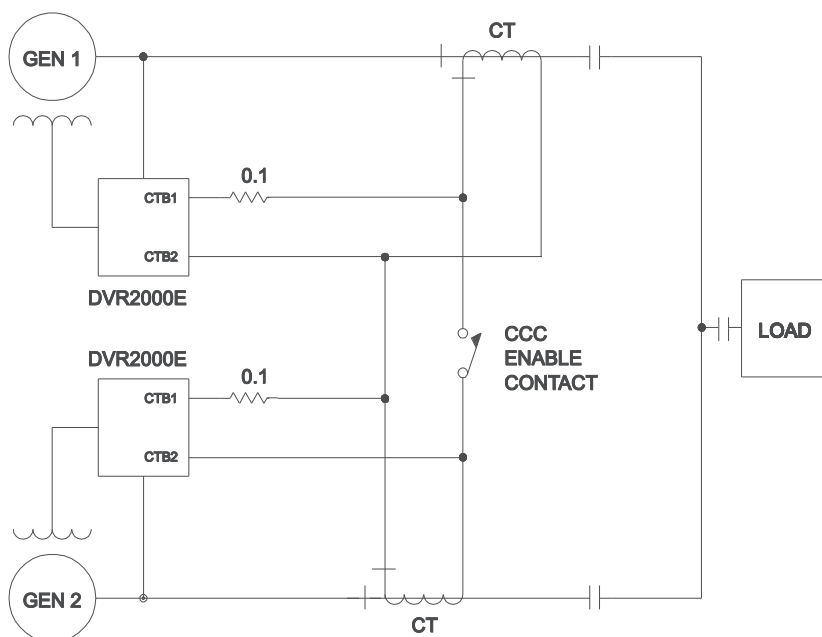 CT
GEN 1
0.1
CTB1
CTB2
DVR2000E
CCC
ENABLE
CONTACT
LOAD
DVR2000E
0.1
CTB1
CTB2
GEN 2
CT